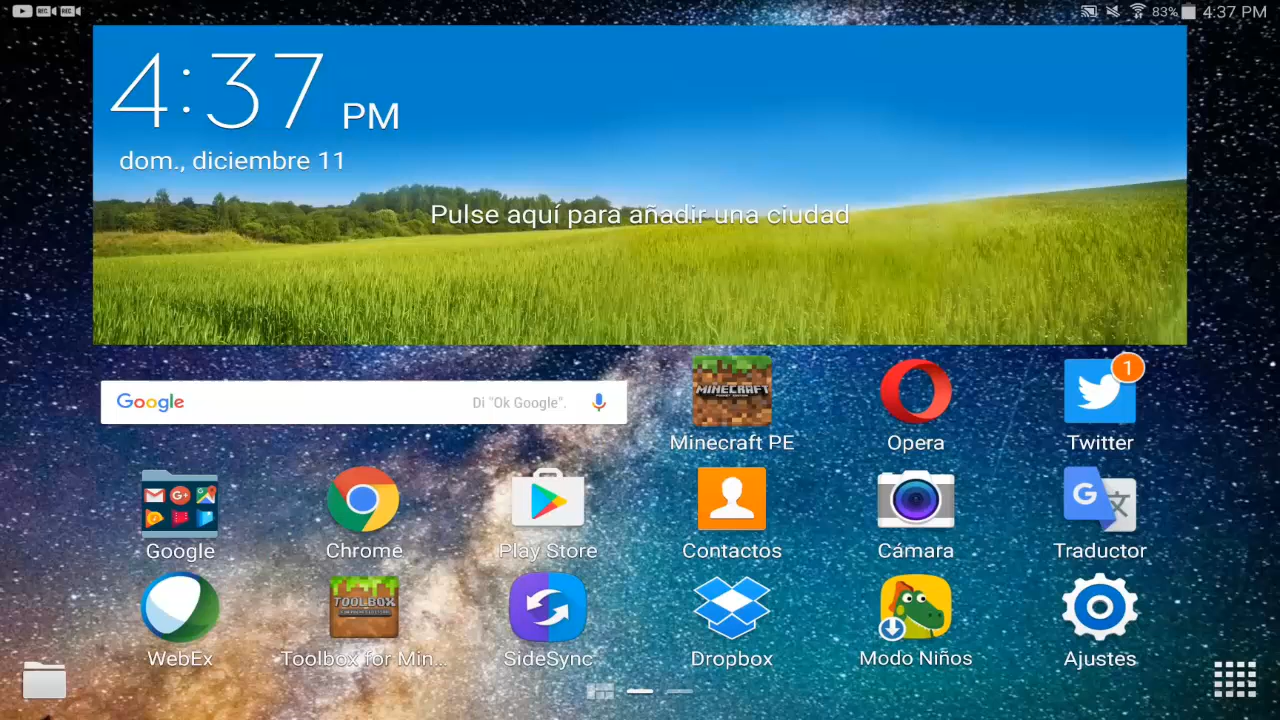 REC REC 83% 4:37 PM
4:37 PM
dom., diciembre 11
Pulse aquí para añadir una ciudad
Google Di "Ok Google".
MINECRAFT
1
Minecraft PE Opera Twitter
G
Google Chrome Play Store Contactos Cámara Traductor
TOOLBOX
WebEx Toolbox for Min... SideSync Dropbox Modo Niños Ajustes